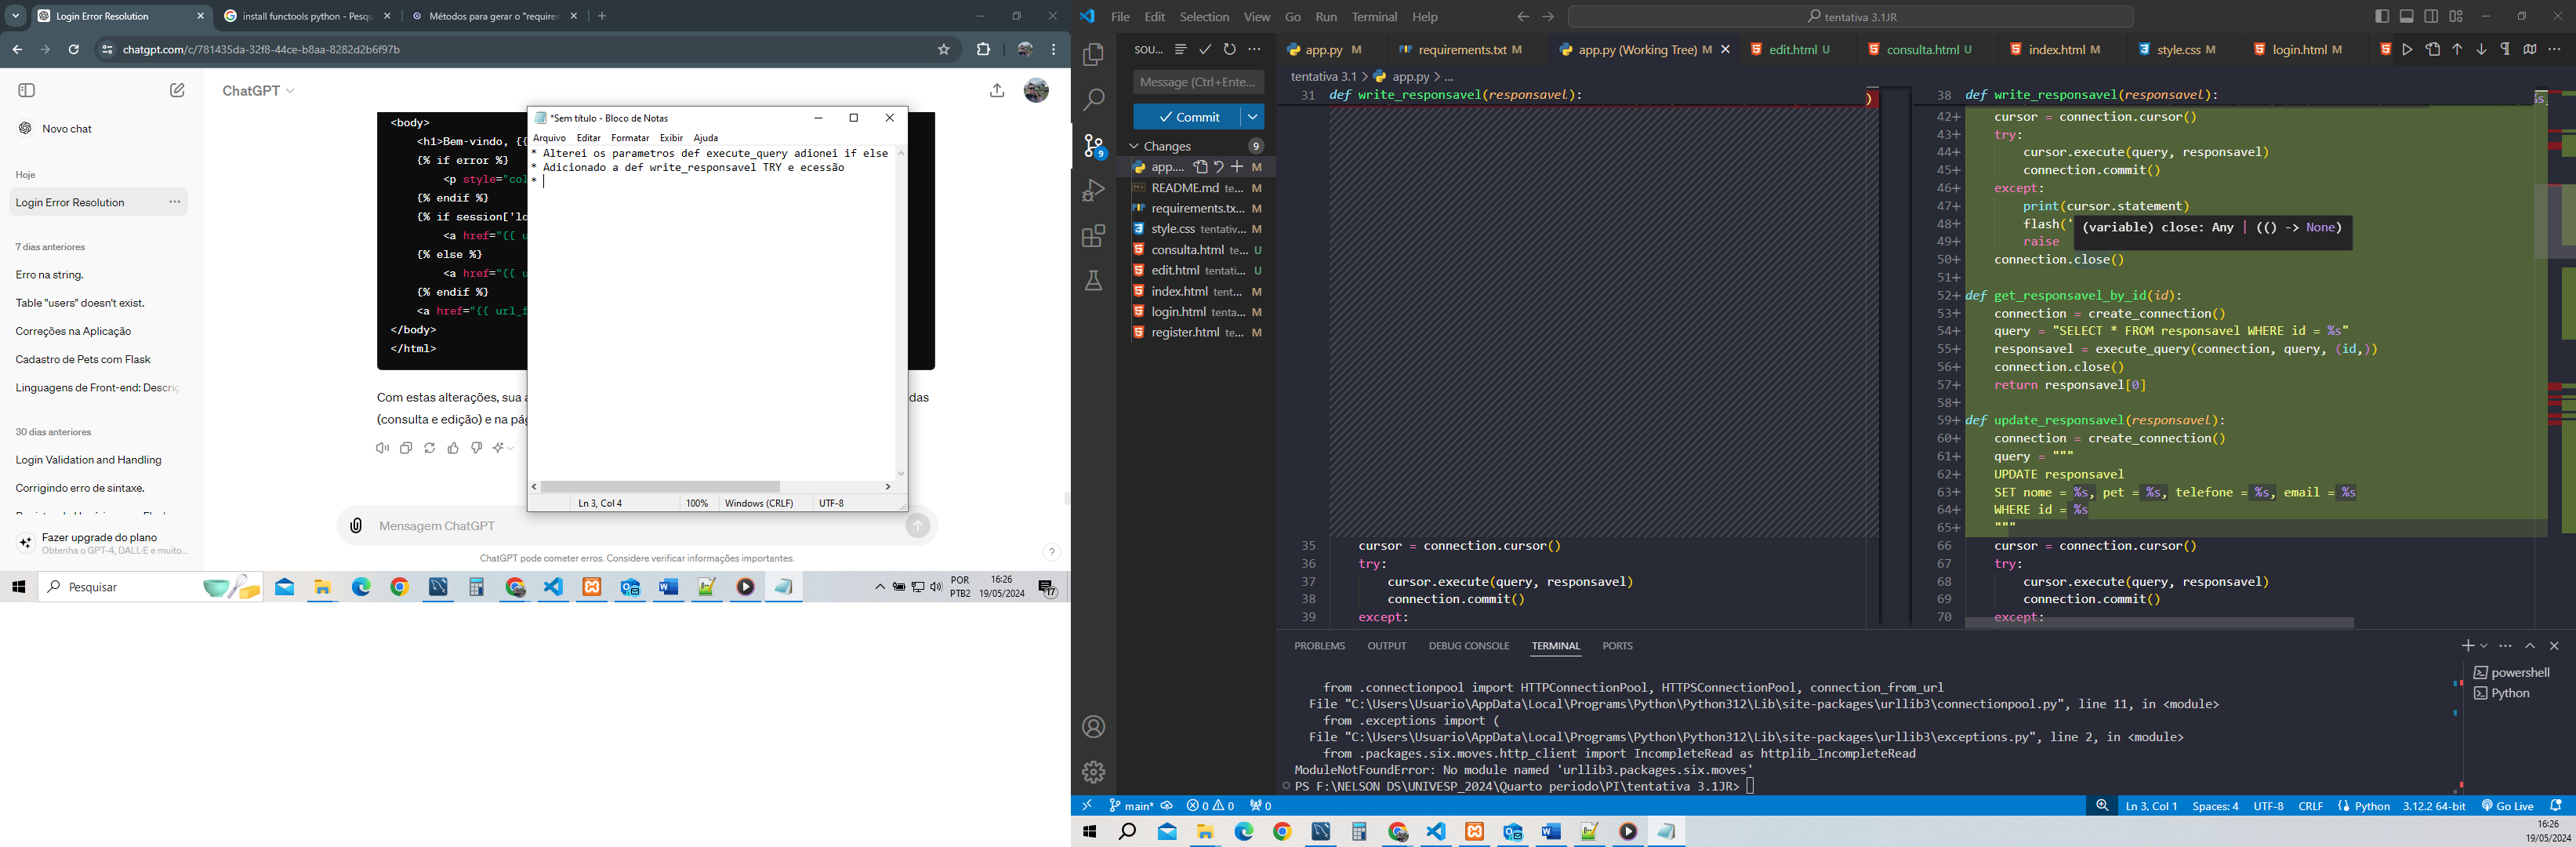 Login Error Resolution
install functools python - Pesqu
Métodos para gerar o "requirem
chatgpt.com/c/781435da-32f8-44ce-b8aa-8282d2b6f97b
ChatGPT
Novo chat
Hoje
Login Error Resolution
7 dias anteriores
Erro na string.
Table "users" doesn't exist.
Correções na Aplicação
Cadastro de Pets com Flask
Linguagens de Front-end: Descriç
30 dias anteriores
Login Validation and Handling
Corrigindo erro de sintaxe.
Fazer upgrade do plano
Obtenha o GPT-4, DALL·E e muito...
<body>
<h1>Bem-vindo, {{
{% if error %}
<p style="col
{% endif %}
{% if session['lo
<a href="{{ u
{% else %}
<a href="{{ u
{% endif %}
<a href="{{ url_f
</body>
</html>
Com estas alterações, sua a
das
(consulta e edição) e na pág
Mensagem ChatGPT
ChatGPT pode cometer erros. Considere verificar informações importantes.
?
*Sem título - Bloco de Notas
Arquivo Editar Formatar Exibir Ajuda
* Alterei os parametros def execute_query adionei if else
* Adicionado a def write_responsavel TRY e ecessão
*
Ln 3, Col 4 100% Windows (CRLF) UTF-8
Pesquisar
POR
PTB2
16:26
19/05/2024
17
File Edit Selection View Go Run Terminal Help
tentativa 3.1JR
SOU...
Message (Ctrl+Ente...
Commit
Changes 9
9
app.... M
README.md te... M
requirements.tx... M
style.css tentativ... M
consulta.html te... U
edit.html tentati... U
index.html tent... M
login.html tenta... M
register.html te... M
app.py M
requirements.txt M
app.py (Working Tree) M
edit.html U
consulta.html U
index.html M
style.css M
login.html M
tentativa 3.1 > app.py > ...
31 def write_responsavel(responsavel):
)
35 cursor = connection.cursor()
36 try:
37 cursor.execute(query, responsavel)
38 connection.commit()
39 except:
38 def write_responsavel(responsavel):
%s,
42+ cursor = connection.cursor()
43+ try:
44+ cursor.execute(query, responsavel)
45+ connection.commit()
46+ except:
47+ print(cursor.statement)
48+ flash('
(variable) close: Any | (() -> None)
49+ raise
50+ connection.close()
51+
52+ def get_responsavel_by_id(id):
53+ connection = create_connection()
54+ query = "SELECT * FROM responsavel WHERE id = %s"
55+ responsavel = execute_query(connection, query, (id,))
56+ connection.close()
57+ return responsavel[0]
58+
59+ def update_responsavel(responsavel):
60+ connection = create_connection()
61+ query = """
62+ UPDATE responsavel
63+ SET nome = %s, pet = %s, telefone = %s, email = %s
64+ WHERE id = %s
65+ """
66 cursor = connection.cursor()
67 try:
68 cursor.execute(query, responsavel)
69 connection.commit()
70 except:
PROBLEMS OUTPUT DEBUG CONSOLE TERMINAL PORTS
from .connectionpool import HTTPConnectionPool, HTTPSConnectionPool, connection_from_url
File "C:\Users\Usuario\AppData\Local\Programs\Python\Python312\Lib\site-packages\urllib3\connectionpool.py", line 11, in <module>
from .exceptions import (
File "C:\Users\Usuario\AppData\Local\Programs\Python\Python312\Lib\site-packages\urllib3\exceptions.py", line 2, in <module>
from .packages.six.moves.http_client import IncompleteRead as httplib_IncompleteRead
ModuleNotFoundError: No module named 'urllib3.packages.six.moves'
PS F:\NELSON DS\UNIVESP_2024\Quarto periodo\PI\tentativa 3.1JR>
powershell
Python
main* 0 0 0
Ln 3, Col 1 Spaces: 4 UTF-8 CRLF Python 3.12.2 64-bit Go Live
16:26
19/05/2024